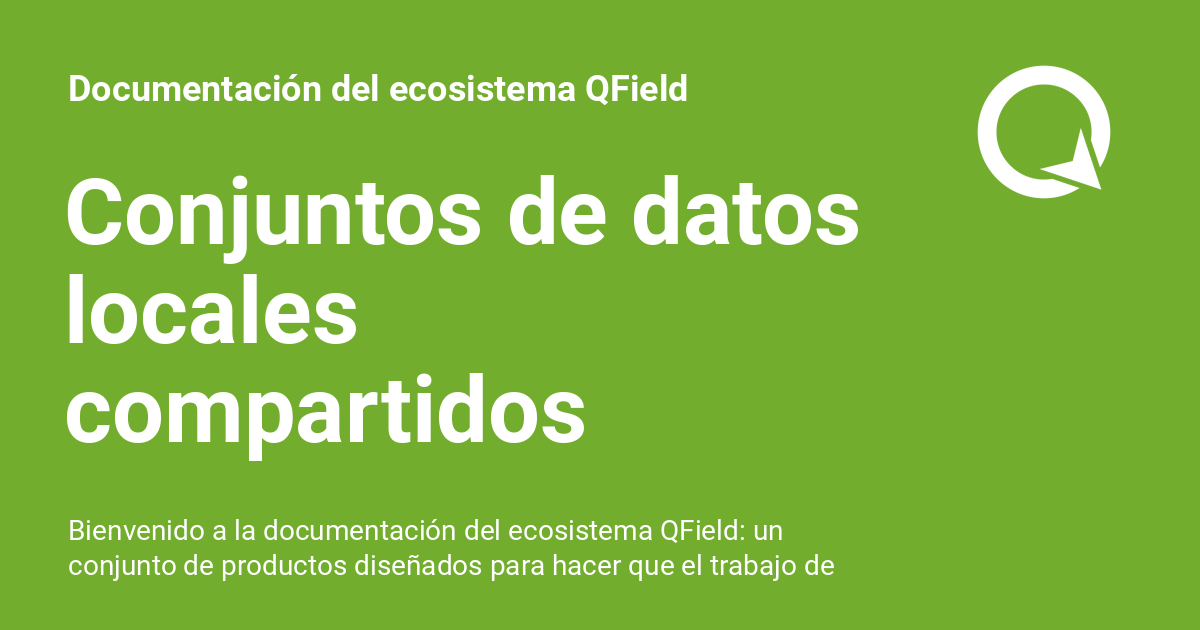 Documentación del ecosistema QField
Conjuntos de datos
locales
compartidos
Bienvenido a la documentación del ecosistema QField: un
conjunto de productos diseñados para hacer que el trabajo de